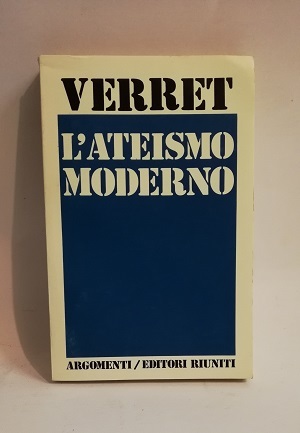 VERRET
L'ATEISMO
MODERNO
ARGOMENTI/EDITORI RIUNITI